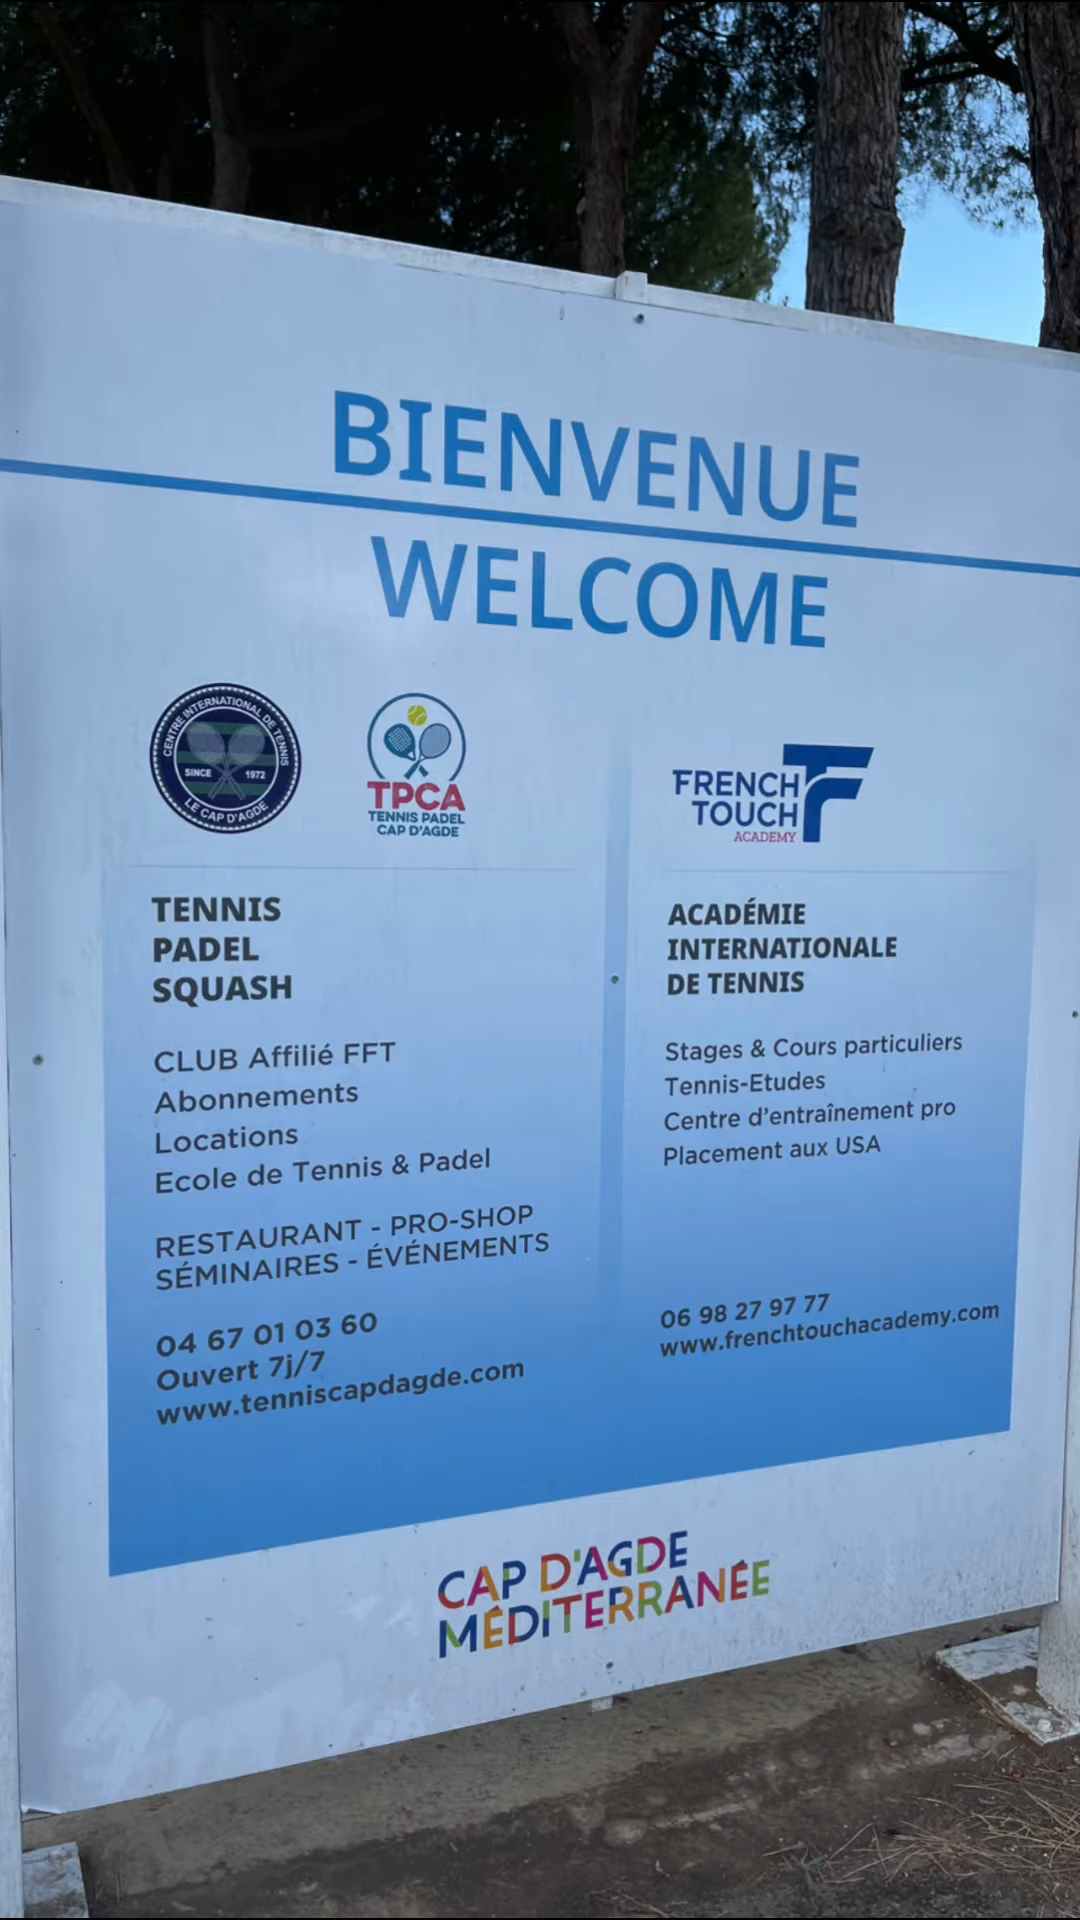 BIENVENUE
WELCOME
CENTRE INTERNATIONAL DE TENNIS
SINCE 1972
LE CAP D'AGDE
TPCA
TENNIS PADEL
CAP D'AGDE
TENNIS
PADEL
SQUASH
CLUB Affilié FFT
Abonnements
Locations
Ecole de Tennis & Padel
RESTAURANT - PRO-SHOP
SÉMINAIRES - ÉVÉNEMENTS
04 67 01 03 60
Ouvert 7j/7
www.tenniscapdagde.com
FRENCH
TOUCH
ACADEMY
ACADÉMIE
INTERNATIONALE
DE TENNIS
Stages & Cours particuliers
Tennis-Etudes
Centre d'entraînement pro
Placement aux USA
06 98 27 97 77
www.frenchtouchacademy.com
CAP D'AGDE
MÉDITERRANÉE